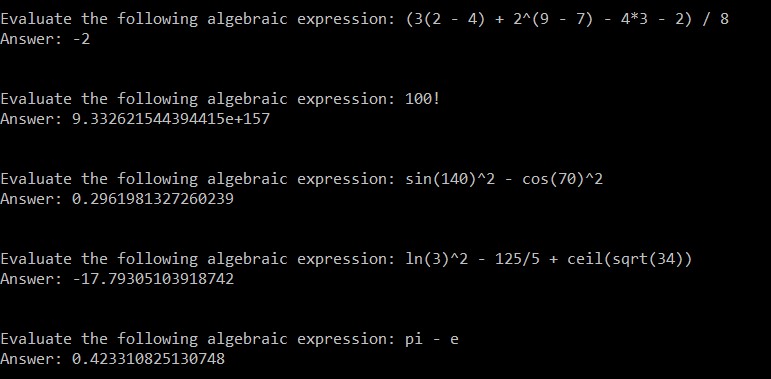 Evaluate the following algebraic expression: (3(2 - 4) + 2^(9 - 7) - 4*3 - 2) / 8
Answer: -2
Evaluate the following algebraic expression: 100!
Answer: 9.332621544394415e+157
Evaluate the following algebraic expression: sin(140)^2 - cos(70)^2
Answer: 0.2961981327260239
Evaluate the following algebraic expression: ln(3)^2 - 125/5 + ceil(sqrt(34))
Answer: -17.79305103918742
Evaluate the following algebraic expression: pi - e
Answer: 0.423310825130748